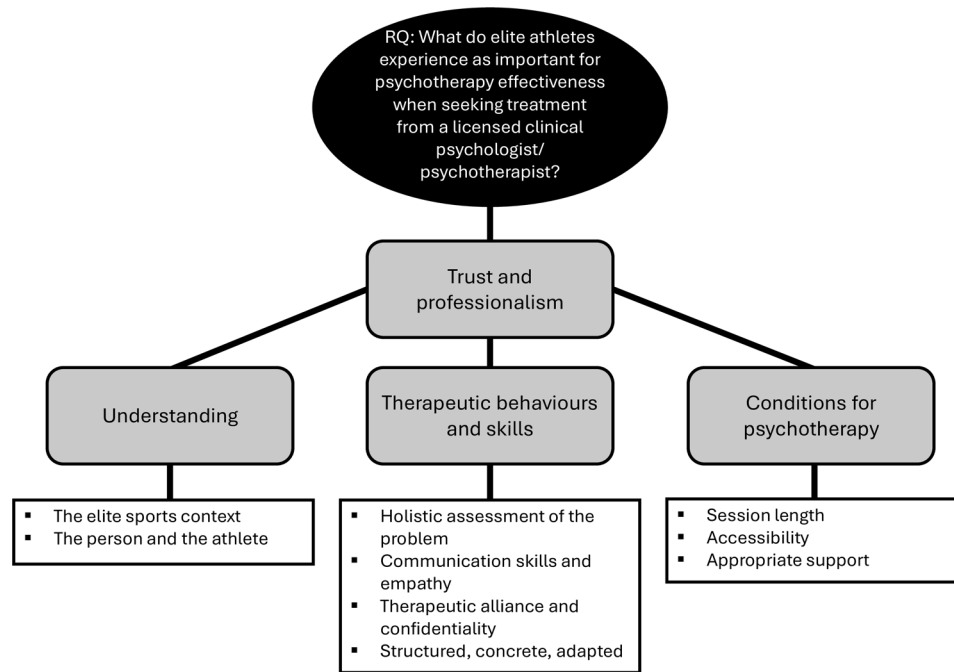 RQ: What do elite athletes
experience as important for
psychotherapy effectiveness
when seeking treatment
from a licensed clinical
psychologist/
psychotherapist?
Trust and
professionalism
Understanding
Therapeutic behaviours
and skills
Conditions for
psychotherapy
▪ The elite sports context
▪ The person and the athlete
▪ Holistic assessment of the
problem
▪ Communication skills and
empathy
▪ Therapeutic alliance and
confidentiality
▪ Structured, concrete, adapted
▪ Session length
▪ Accessibility
▪ Appropriate support